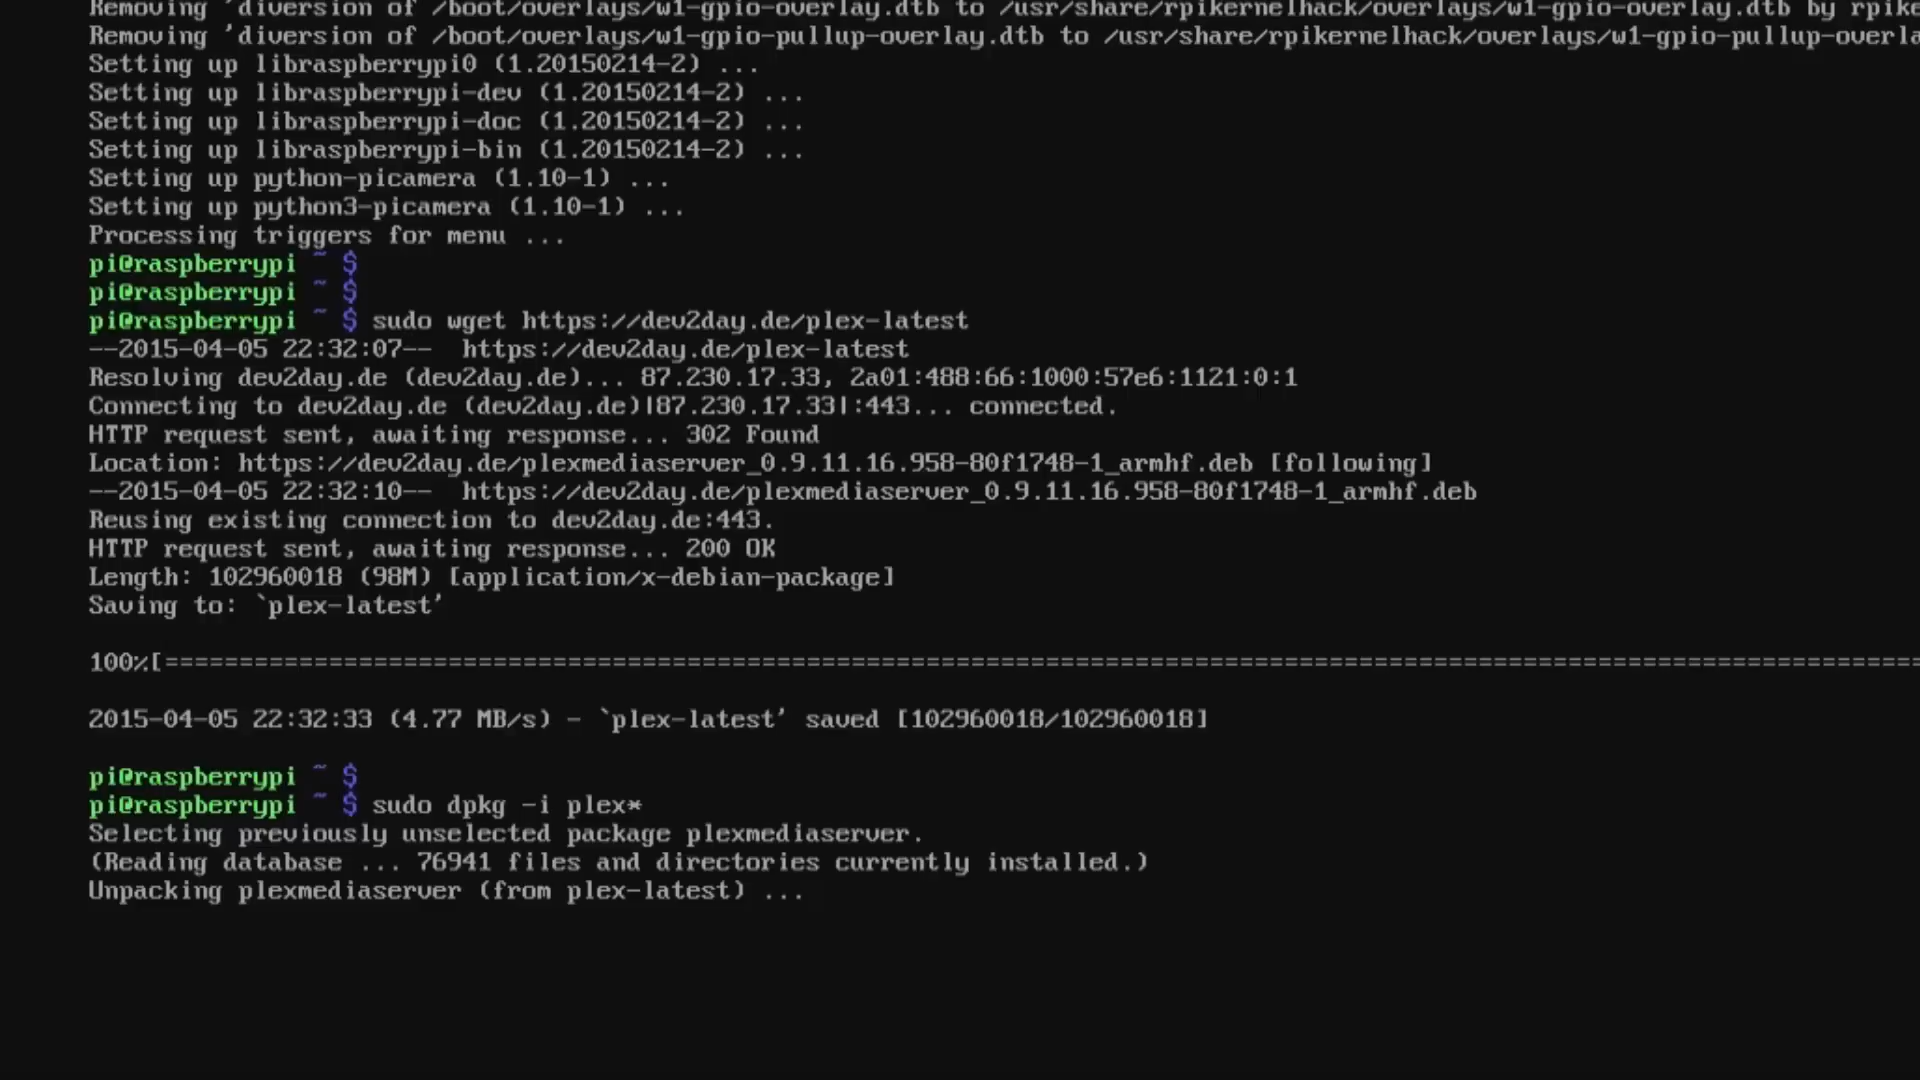 Removing 'diversion of /boot/overlays/w1-gpio-overlay.dtb to /usr/share/rpikernelhack/overlays/w1-gpio-overlay.dtb by rpike
Removing 'diversion of /boot/overlays/w1-gpio-pullup-overlay.dtb to /usr/share/rpikernelhack/overlays/w1-gpio-pullup-overla
Setting up libraspberrypi0 (1.20150214-2) ...
Setting up libraspberrypi-dev (1.20150214-2) ...
Setting up libraspberrypi-doc (1.20150214-2) ...
Setting up libraspberrypi-bin (1.20150214-2) ...
Setting up python-picamera (1.10-1) ...
Setting up python3-picamera (1.10-1) ...
Processing triggers for menu ...
pi@raspberrypi ~ $
pi@raspberrypi ~ $
pi@raspberrypi ~ $ sudo wget https://dev2day.de/plex-latest
--2015-04-05 22:32:07--  https://dev2day.de/plex-latest
Resolving dev2day.de (dev2day.de)... 87.230.17.33, 2a01:488:66:1000:57e6:1121:0:1
Connecting to dev2day.de (dev2day.de)|87.230.17.33|:443... connected.
HTTP request sent, awaiting response... 302 Found
Location: https://dev2day.de/plexmediaserver_0.9.11.16.958-80f1748-1_armhf.deb [following]
--2015-04-05 22:32:10--  https://dev2day.de/plexmediaserver_0.9.11.16.958-80f1748-1_armhf.deb
Reusing existing connection to dev2day.de:443.
HTTP request sent, awaiting response... 200 OK
Length: 102960018 (98M) [application/x-debian-package]
Saving to: `plex-latest'
100%[======================================================================================================================
2015-04-05 22:32:33 (4.77 MB/s) - `plex-latest' saved [102960018/102960018]
pi@raspberrypi ~ $
pi@raspberrypi ~ $ sudo dpkg -i plex*
Selecting previously unselected package plexmediaserver.
(Reading database ... 76941 files and directories currently installed.)
Unpacking plexmediaserver (from plex-latest) ...